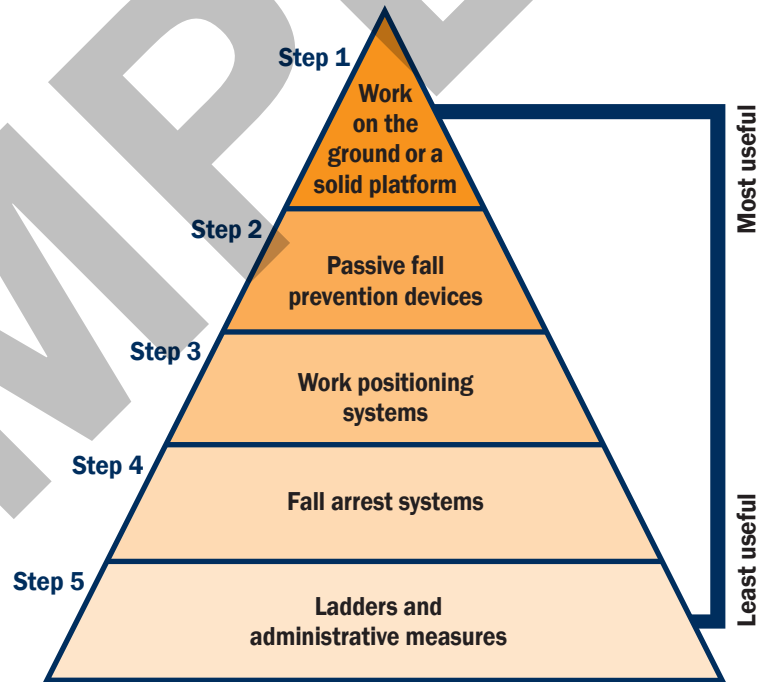 Step 1
Work
on the
ground or a
solid platform
Most useful
Step 2
Passive fall
prevention devices
Step 3
Work positioning
systems
Step 4
Fall arrest systems
Least useful
Step 5
Ladders and
administrative measures